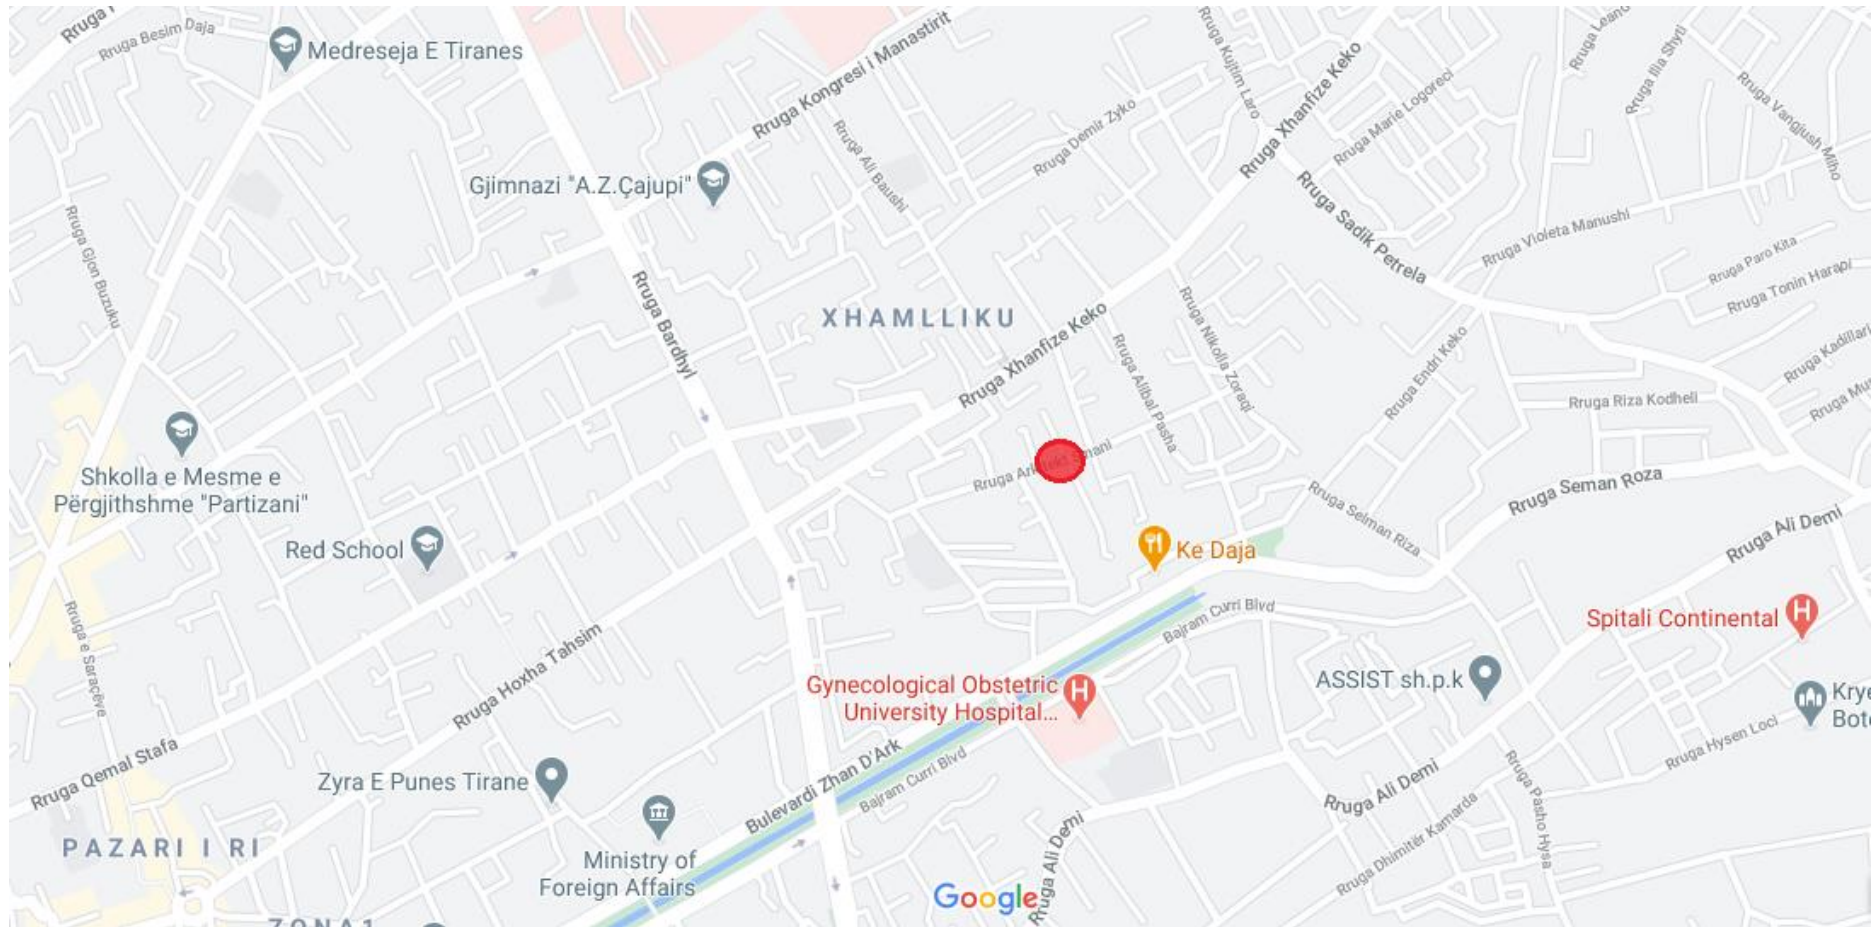 Rruga
Rruga Besim Daja
Medreseja E Tiranes
Rruga Kongresi i Manastirit
Rruga Kujtim Laro
Rruga Xhanfize Keko
Rruga Ilia Shyti
Rruga Vangjush Miho
Rruga Marie Logoreci
Rruga Demir Zyko
Rruga Ali Baushi
Gjimnazi "A.Z.Çajupi"
Rruga Sadik Petrela
Rruga Violeta Manushi
Rruga Paro Kita
Rruga Tonin Harapi
Rruga Gjon Buzuku
Rruga Bardhyl
XHAMLLIKU
Rruga Xhanfize Keko
Rruga Nikolla Zoraqi
Rruga Endri Keko
Rruga Riza Kodheli
Shkolla e Mesme e
Përgjithshme "Partizani"
Red School
Rruga Seman Roza
Rruga Selman Riza
Rruga Ali Demi
Ke Daja
Bajram Curri Blvd
Spitali Continental
ASSIST sh.p.k
Rruga e Saraçëve
Rruga Hoxha Tahsim
Gynecological Obstetric
University Hospital...
Rruga Hysen Loci
Rruga Qemal Stafa
Zyra E Punes Tirane
Bulevardi Zhan D'Ark
Bajram Curri Blvd
Rruga Ali Demi
Rruga Pasho Hysa
Rruga Dhimitër Kamarda
PAZARI I RI
Ministry of
Foreign Affairs
Rruga Ali Demi
Google
ZONA 1